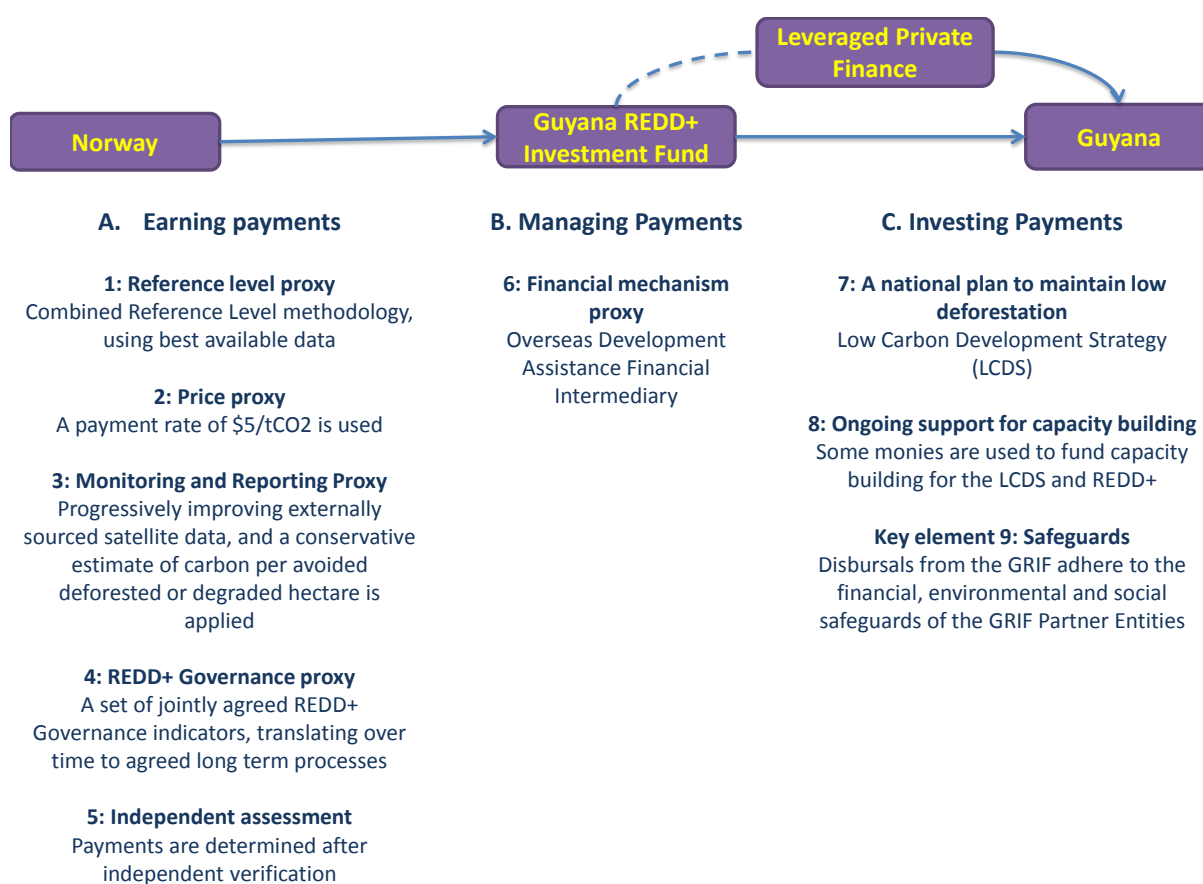 Leveraged Private
Finance
Norway
Guyana REDD+
Investment Fund
Guyana
A. Earning payments
1: Reference level proxy
Combined Reference Level methodology,
using best available data
2: Price proxy
A payment rate of $5/tCO2 is used
3: Monitoring and Reporting Proxy
Progressively improving externally
sourced satellite data, and a conservative
estimate of carbon per avoided
deforested or degraded hectare is
applied
4: REDD+ Governance proxy
A set of jointly agreed REDD+
Governance indicators, translating over
time to agreed long term processes
5: Independent assessment
Payments are determined after
independent verification
B. Managing Payments
6: Financial mechanism
proxy
Overseas Development
Assistance Financial
Intermediary
C. Investing Payments
7: A national plan to maintain low
deforestation
Low Carbon Development Strategy
(LCDS)
8: Ongoing support for capacity building
Some monies are used to fund capacity
building for the LCDS and REDD+
Key element 9: Safeguards
Disbursals from the GRIF adhere to the
financial, environmental and social
safeguards of the GRIF Partner Entities